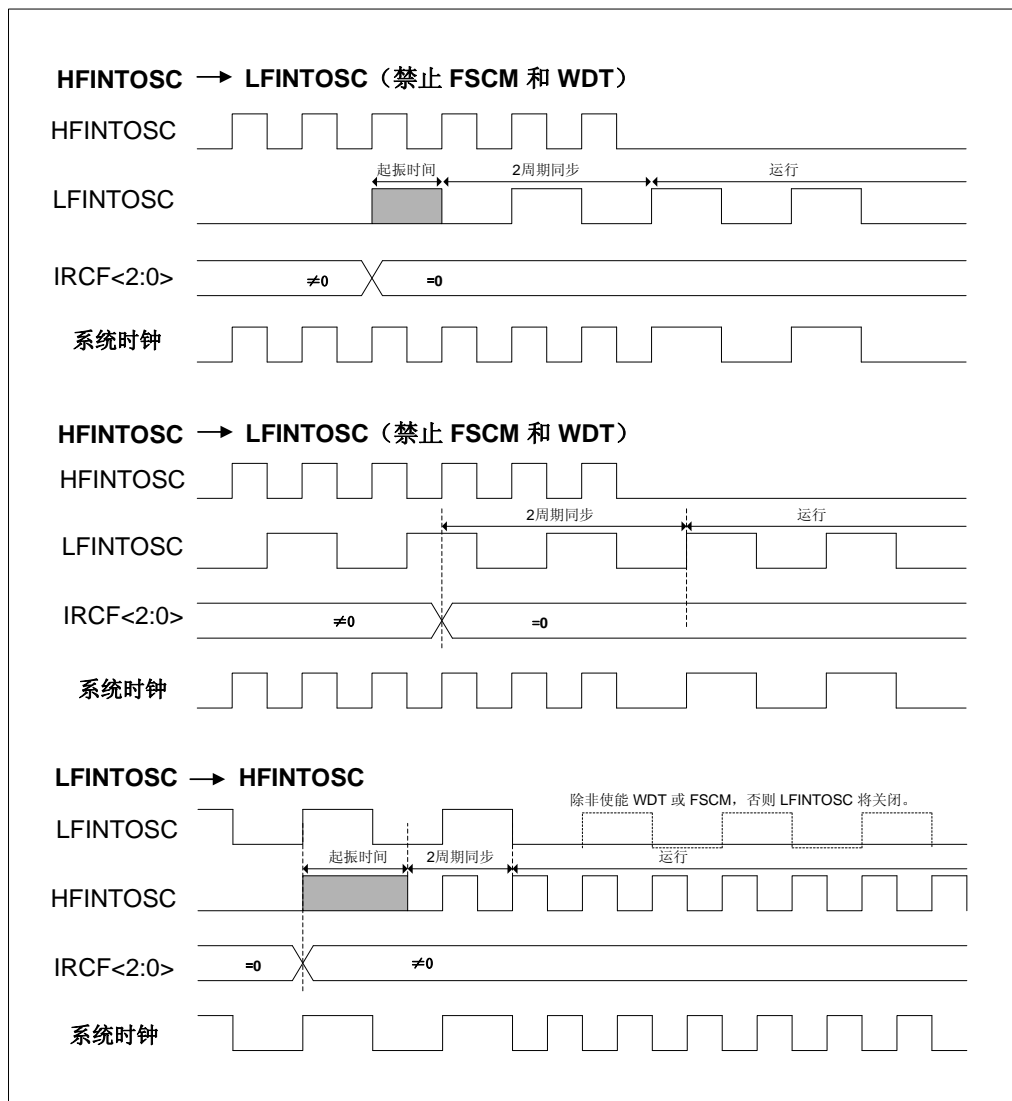 HFINTOSC → LFINTOSC（禁止 FSCM 和 WDT）
HFINTOSC
起振时间 2周期同步 运行
LFINTOSC
IRCF<2:0> ≠0 =0
系统时钟
HFINTOSC → LFINTOSC（禁止 FSCM 和 WDT）
HFINTOSC
2周期同步 运行
LFINTOSC
IRCF<2:0> ≠0 =0
系统时钟
LFINTOSC → HFINTOSC
除非使能 WDT 或 FSCM，否则 LFINTOSC 将关闭。
LFINTOSC
起振时间 2周期同步 运行
HFINTOSC
IRCF<2:0> =0 ≠0
系统时钟